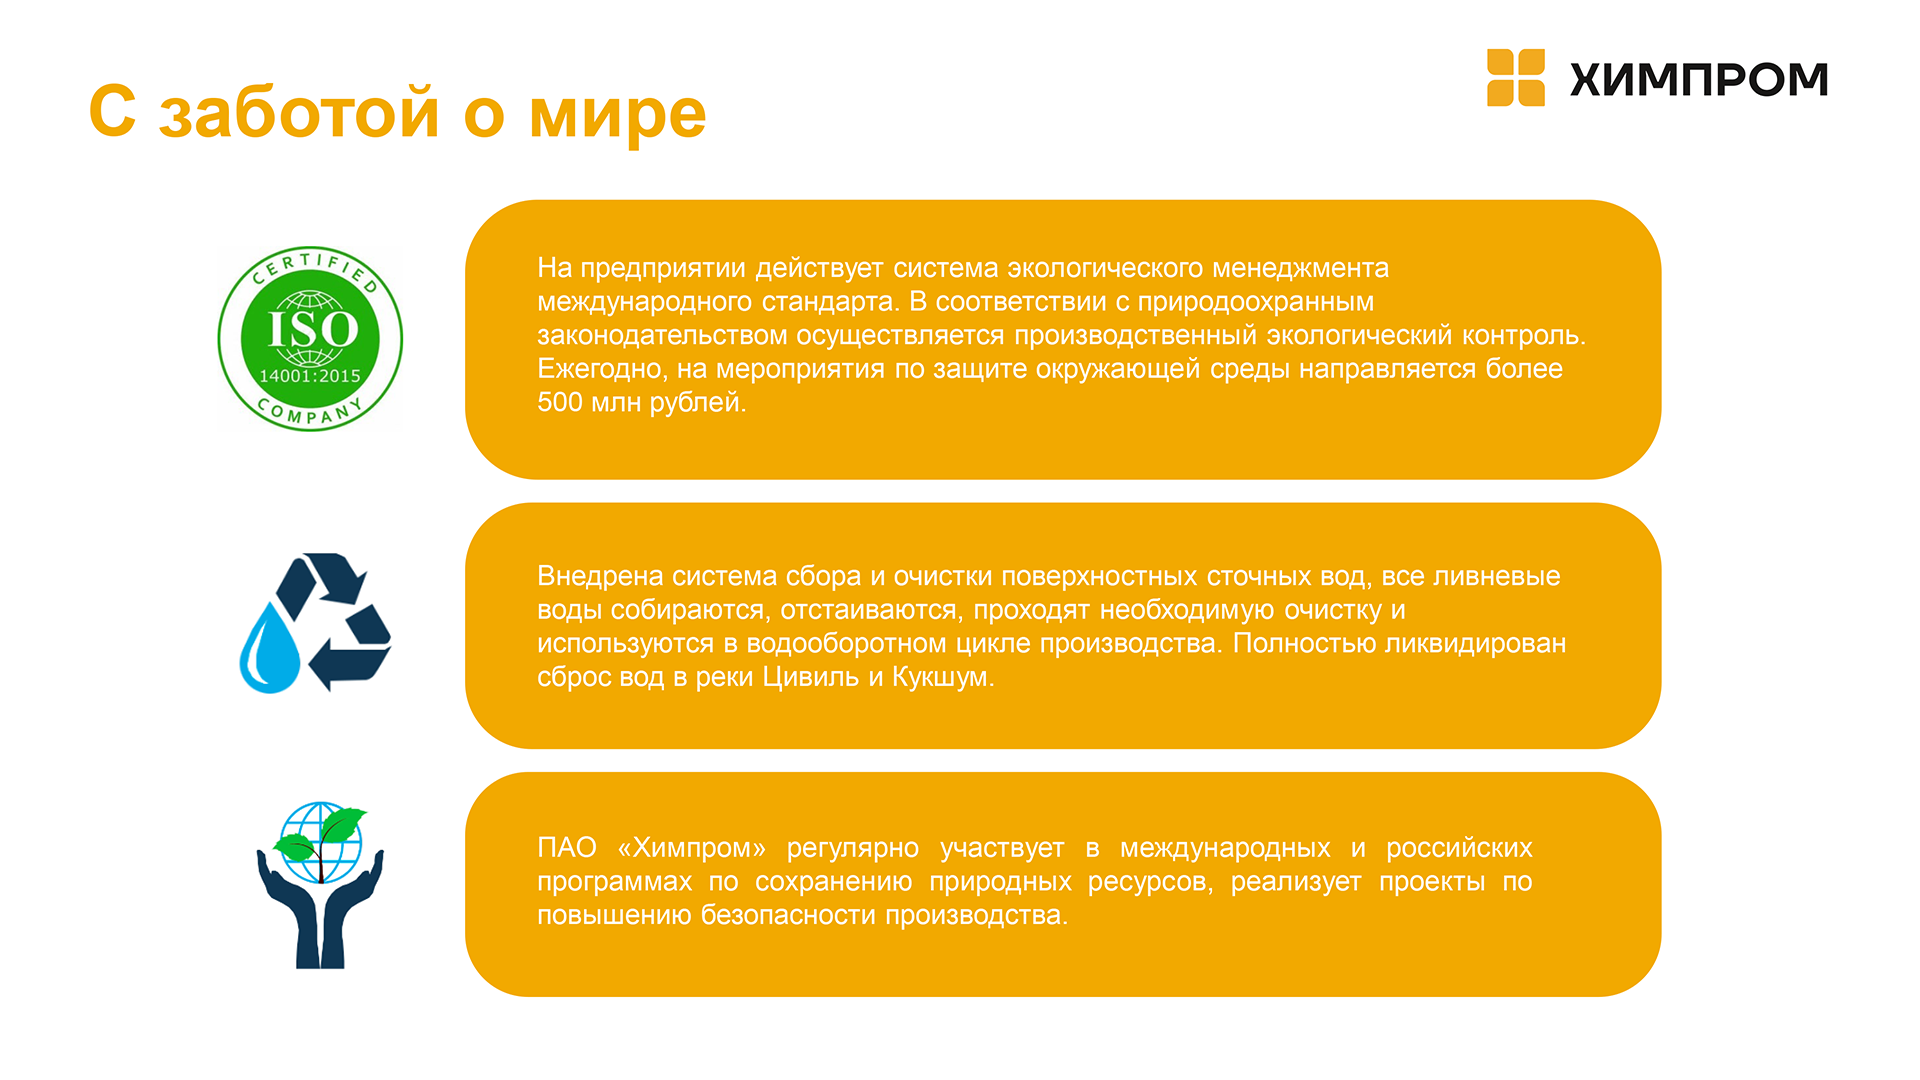 С заботой о мире
ХИМПРОМ
CERTIFIED
ISO
14001:2015
COMPANY
На предприятии действует система экологического менеджмента
международного стандарта. В соответствии с природоохранным
законодательством осуществляется производственный экологический контроль.
Ежегодно, на мероприятия по защите окружающей среды направляется более
500 млн рублей.
Внедрена система сбора и очистки поверхностных сточных вод, все ливневые
воды собираются, отстаиваются, проходят необходимую очистку и
используются в водооборотном цикле производства. Полностью ликвидирован
сброс вод в реки Цивиль и Кукшум.
ПАО «Химпром» регулярно участвует в международных и российских
программах по сохранению природных ресурсов, реализует проекты по
повышению безопасности производства.